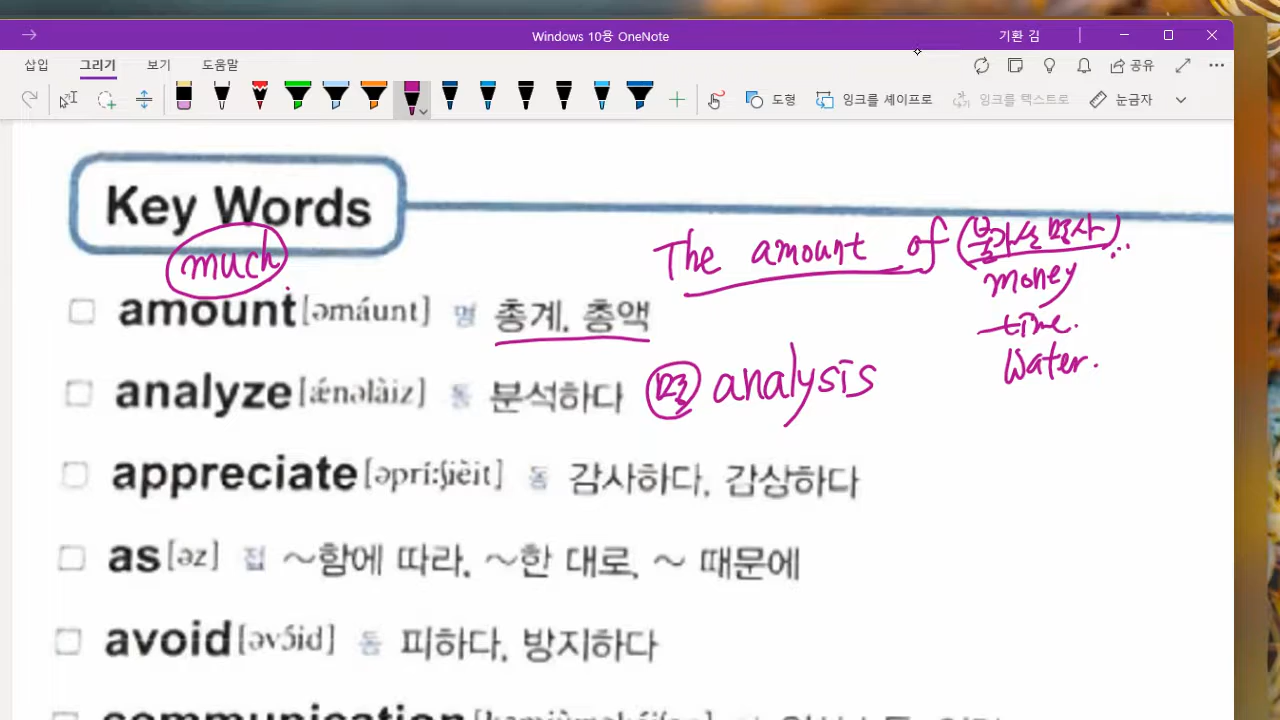 Windows 10용 OneNote
기환 김
삽입 그리기 보기 도움말
공유
도형 잉크를 셰이프로 잉크를 텍스트로 눈금자
Key Words
much
The amount of (불가산 명사)
money
time.
Water.
amount [əmáunt] 명 총계, 총액
analyze [ǽnəlàiz] 동 분석하다 명 analysis
appreciate [əpríːʃièit] 동 감사하다, 감상하다
as [əz] 접 ~함에 따라, ~한 대로, ~ 때문에
avoid [əvɔ́id] 동 피하다, 방지하다
communication